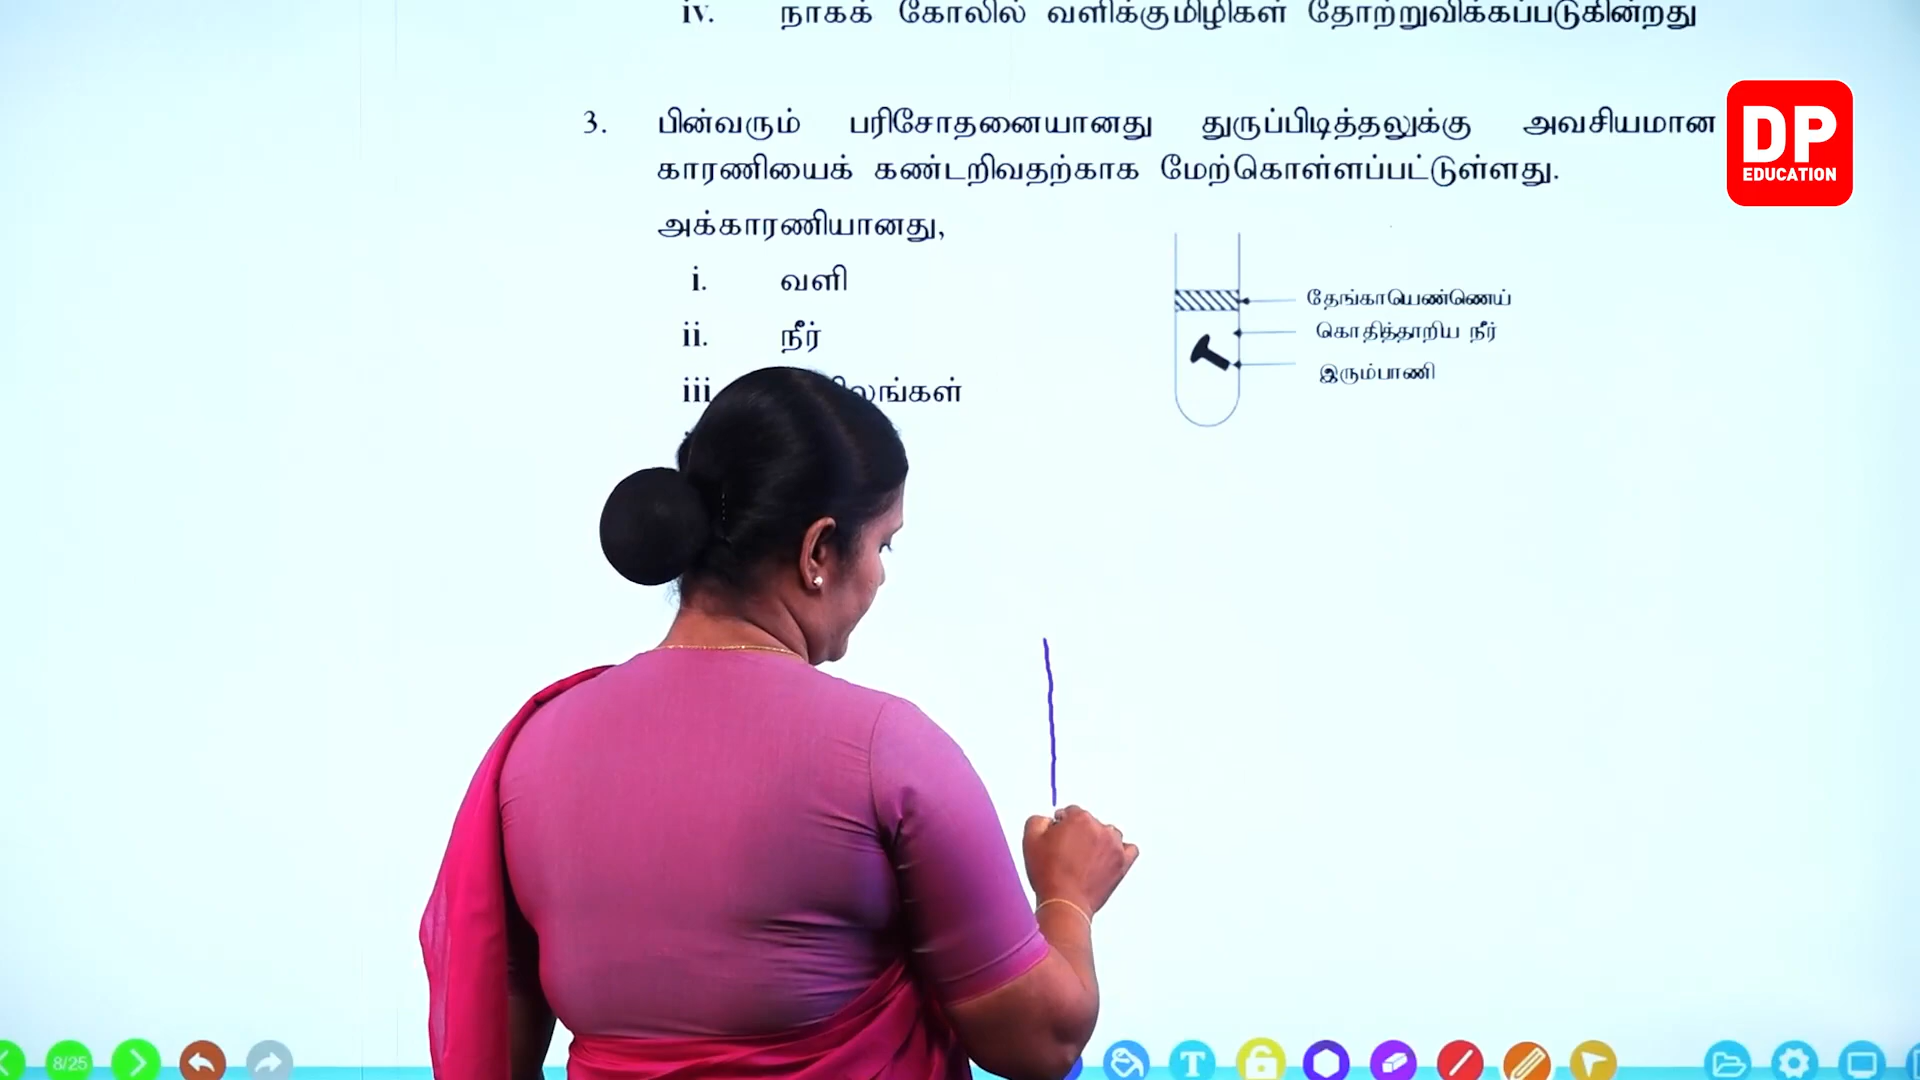 iv. நாகக் கோலில் வளிக்குமிழிகள் தோற்றுவிக்கப்படுகின்றது
3. பின்வரும் பரிசோதனையானது துருப்பிடித்தலுக்கு அவசியமான
காரணியைக் கண்டறிவதற்காக மேற்கொள்ளப்பட்டுள்ளது.
அக்காரணியானது,
i. வளி
ii. நீர்
iii
தேங்காயெண்ணெய்
கொதித்தாறிய நீர்
இரும்பாணி
DP
EDUCATION
8/25
T